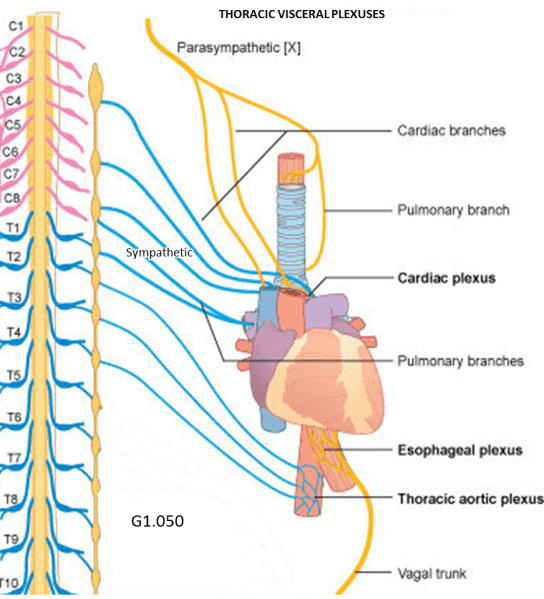 THORACIC VISCERAL PLEXUSES
Parasympathetic [X]
C1
C2
C3
C4
C5
C6
C7
C8
T1
T2
T3
T4
T5
T6
T7
T8
T9
T10
Cardiac branches
Pulmonary branch
Sympathetic
Cardiac plexus
Pulmonary branches
Esophageal plexus
Thoracic aortic plexus
G1.050
Vagal trunk